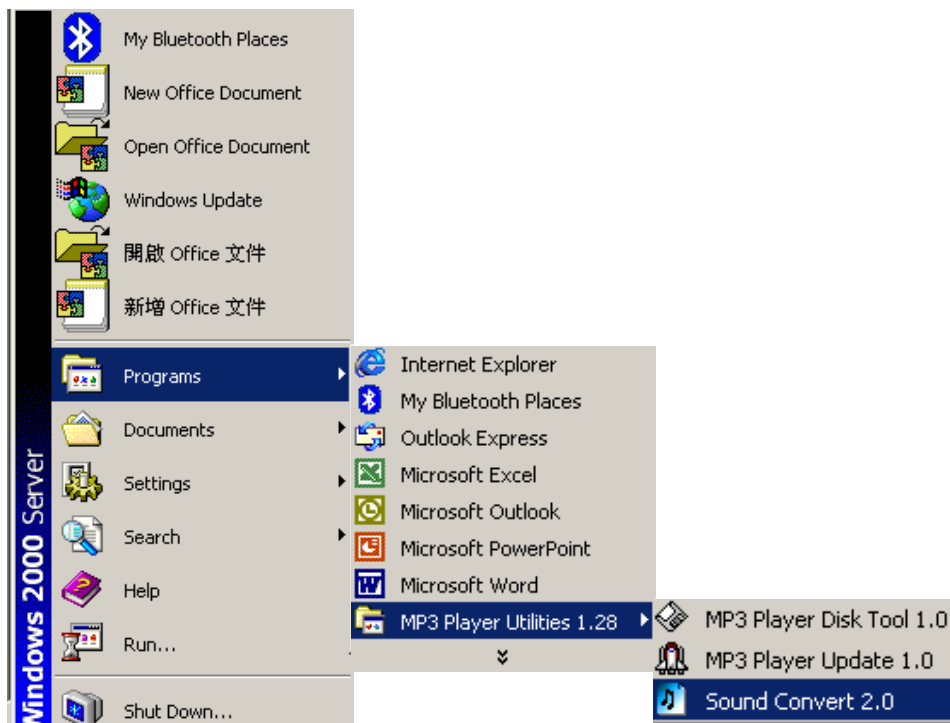 My Bluetooth Places
New Office Document
Open Office Document
Windows Update
開啟 Office 文件
新增 Office 文件
Programs
Documents
Settings
Search
Help
Run...
Shut Down...
Windows 2000 Server
Internet Explorer
My Bluetooth Places
Outlook Express
Microsoft Excel
Microsoft Outlook
Microsoft PowerPoint
Microsoft Word
MP3 Player Utilities 1.28
MP3 Player Disk Tool 1.0
MP3 Player Update 1.0
Sound Convert 2.0